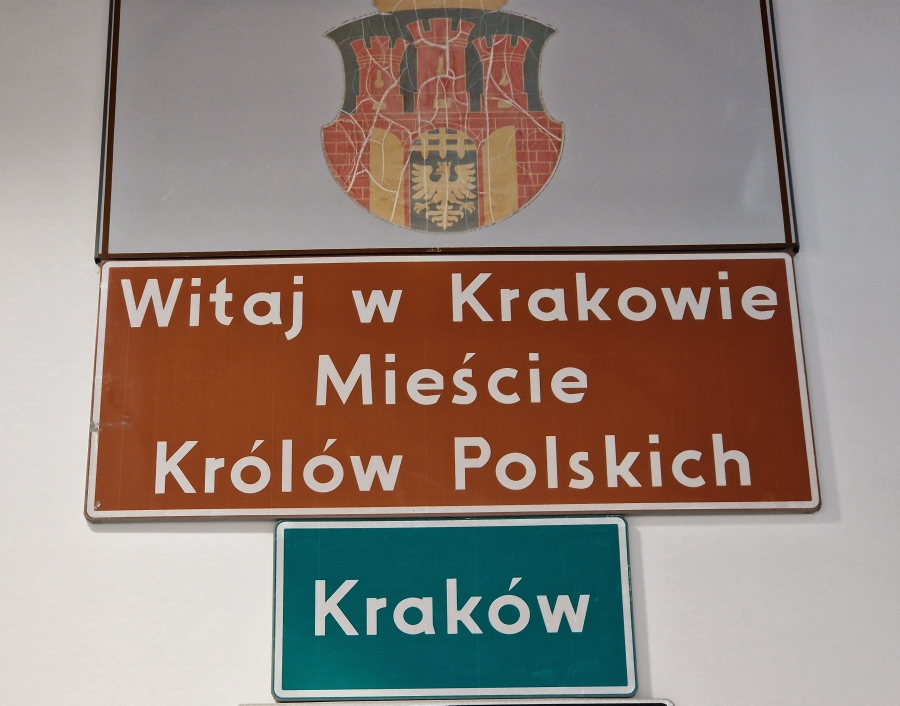 Witaj w Krakowie
Mieście
Królów Polskich
Kraków